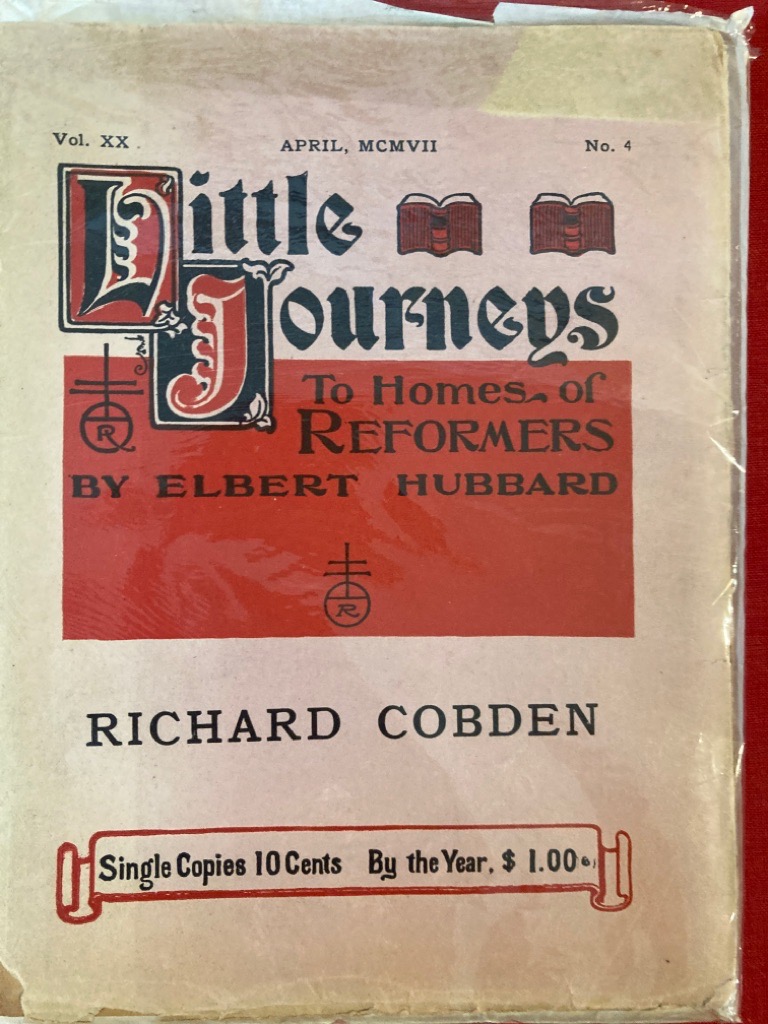 Vol. XX. APRIL, MCMVII No. 4
Little
Journeys
To Homes of
REFORMERS
BY ELBERT HUBBARD
R
R
RICHARD COBDEN
Single Copies 10 Cents By the Year, $ 1.00